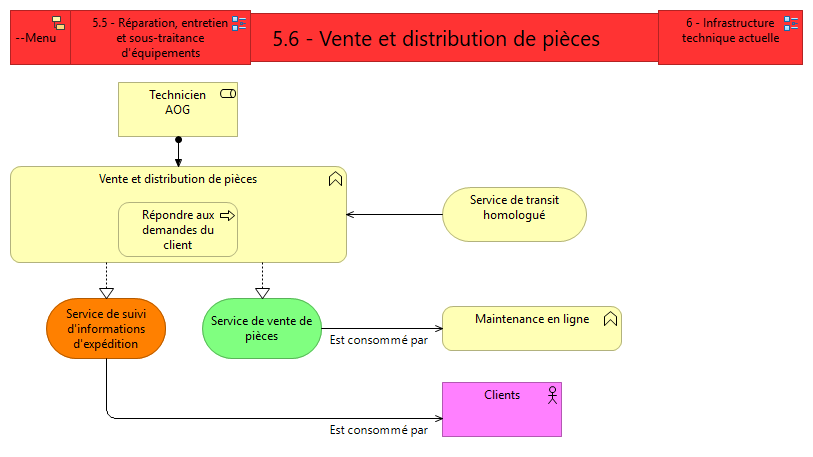 --Menu
5.5 - Réparation, entretien
et sous-traitance
d'équipements
5.6 - Vente et distribution de pièces
6 - Infrastructure
technique actuelle
Technicien
AOG
Vente et distribution de pièces
Répondre aux
demandes du
client
Service de transit
homologué
Service de suivi
d'informations
d'expédition
Service de vente de
pièces
Est consommé par
Maintenance en ligne
Clients
Est consommé par